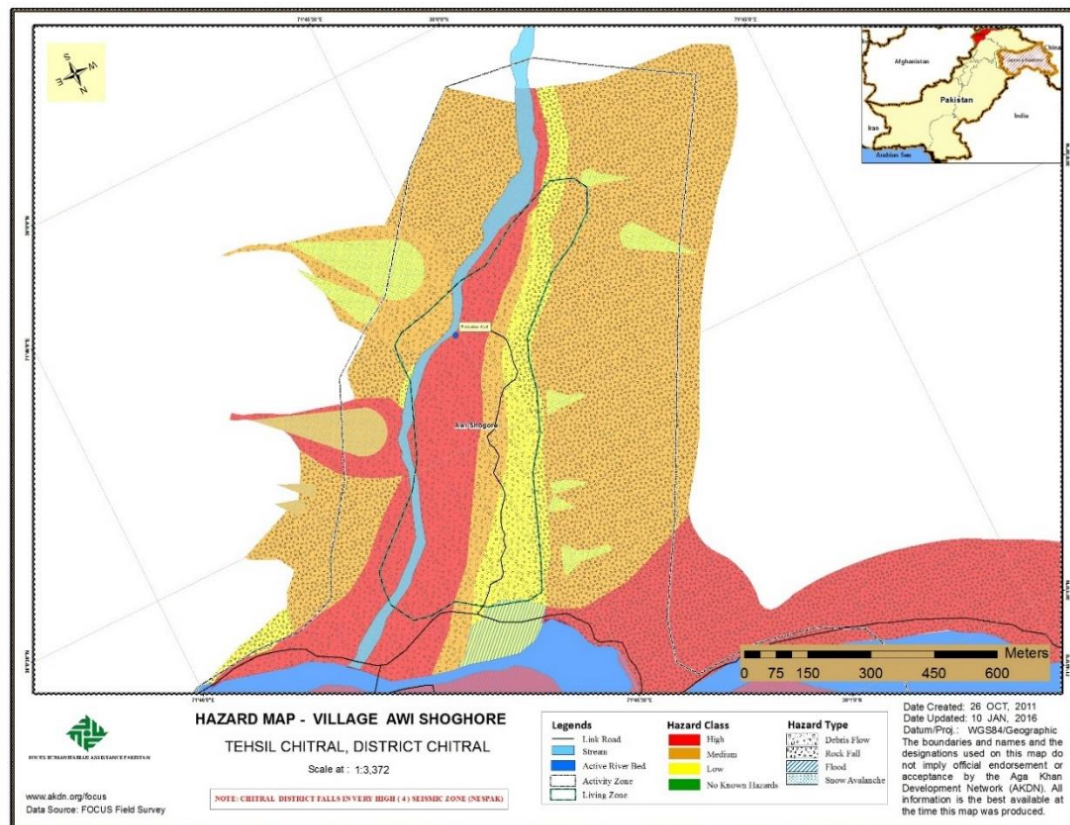 S
W
E
N
China
Afghanistan
Pakistan
Iran
India
Arabian Sea
Awi Shogore
Meters
0 75 150 300 450 600
HAZARD MAP - VILLAGE AWI SHOGHORE
TEHSIL CHITRAL, DISTRICT CHITRAL
Scale at : 1:3,372
NOTE: CHITRAL DISTRICT FALLS IN VERY HIGH ( 4 ) SEISMIC ZONE (NESPAK)
FOCUS HUMANITARIAN ASSISTANCE PAKISTAN
www.akdn.org/focus
Data Source: FOCUS Field Survey
Legends
Link Road
Stream
Active River Bed
Activity Zone
Living Zone
Hazard Class
High
Medium
Low
No Known Hazards
Hazard Type
Debris Flow
Rock Fall
Flood
Snow Avalanche
Date Created: 26 OCT, 2011
Date Updated: 10 JAN, 2016
Datum/Proj.: WGS84/Geographic
The boundaries and names and the
designations used on this map do
not imply official endorsement or
acceptance by the Aga Khan
Development Network (AKDN). All
information is the best available at
the time this map was produced.